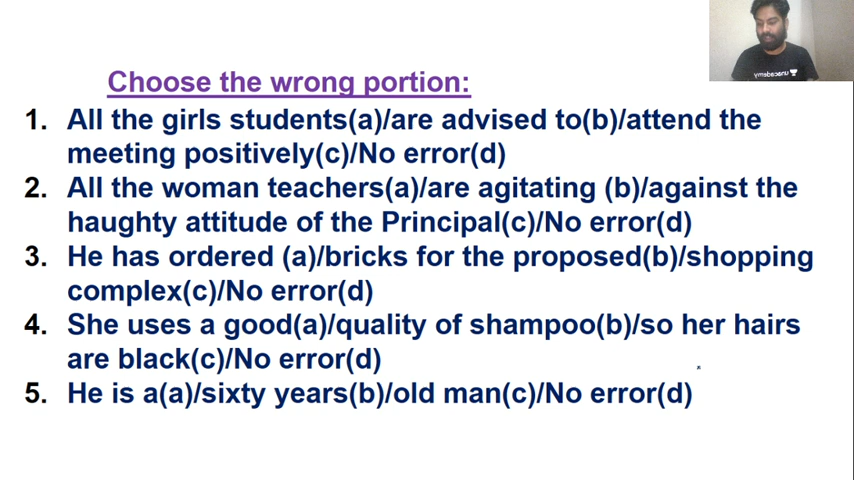 Choose the wrong portion:
1. All the girls students(a)/are advised to(b)/attend the
meeting positively(c)/No error(d)
2. All the woman teachers(a)/are agitating (b)/against the
haughty attitude of the Principal(c)/No error(d)
3. He has ordered (a)/bricks for the proposed(b)/shopping
complex(c)/No error(d)
4. She uses a good(a)/quality of shampoo(b)/so her hairs
are black(c)/No error(d)
5. He is a(a)/sixty years(b)/old man(c)/No error(d)
unacademy